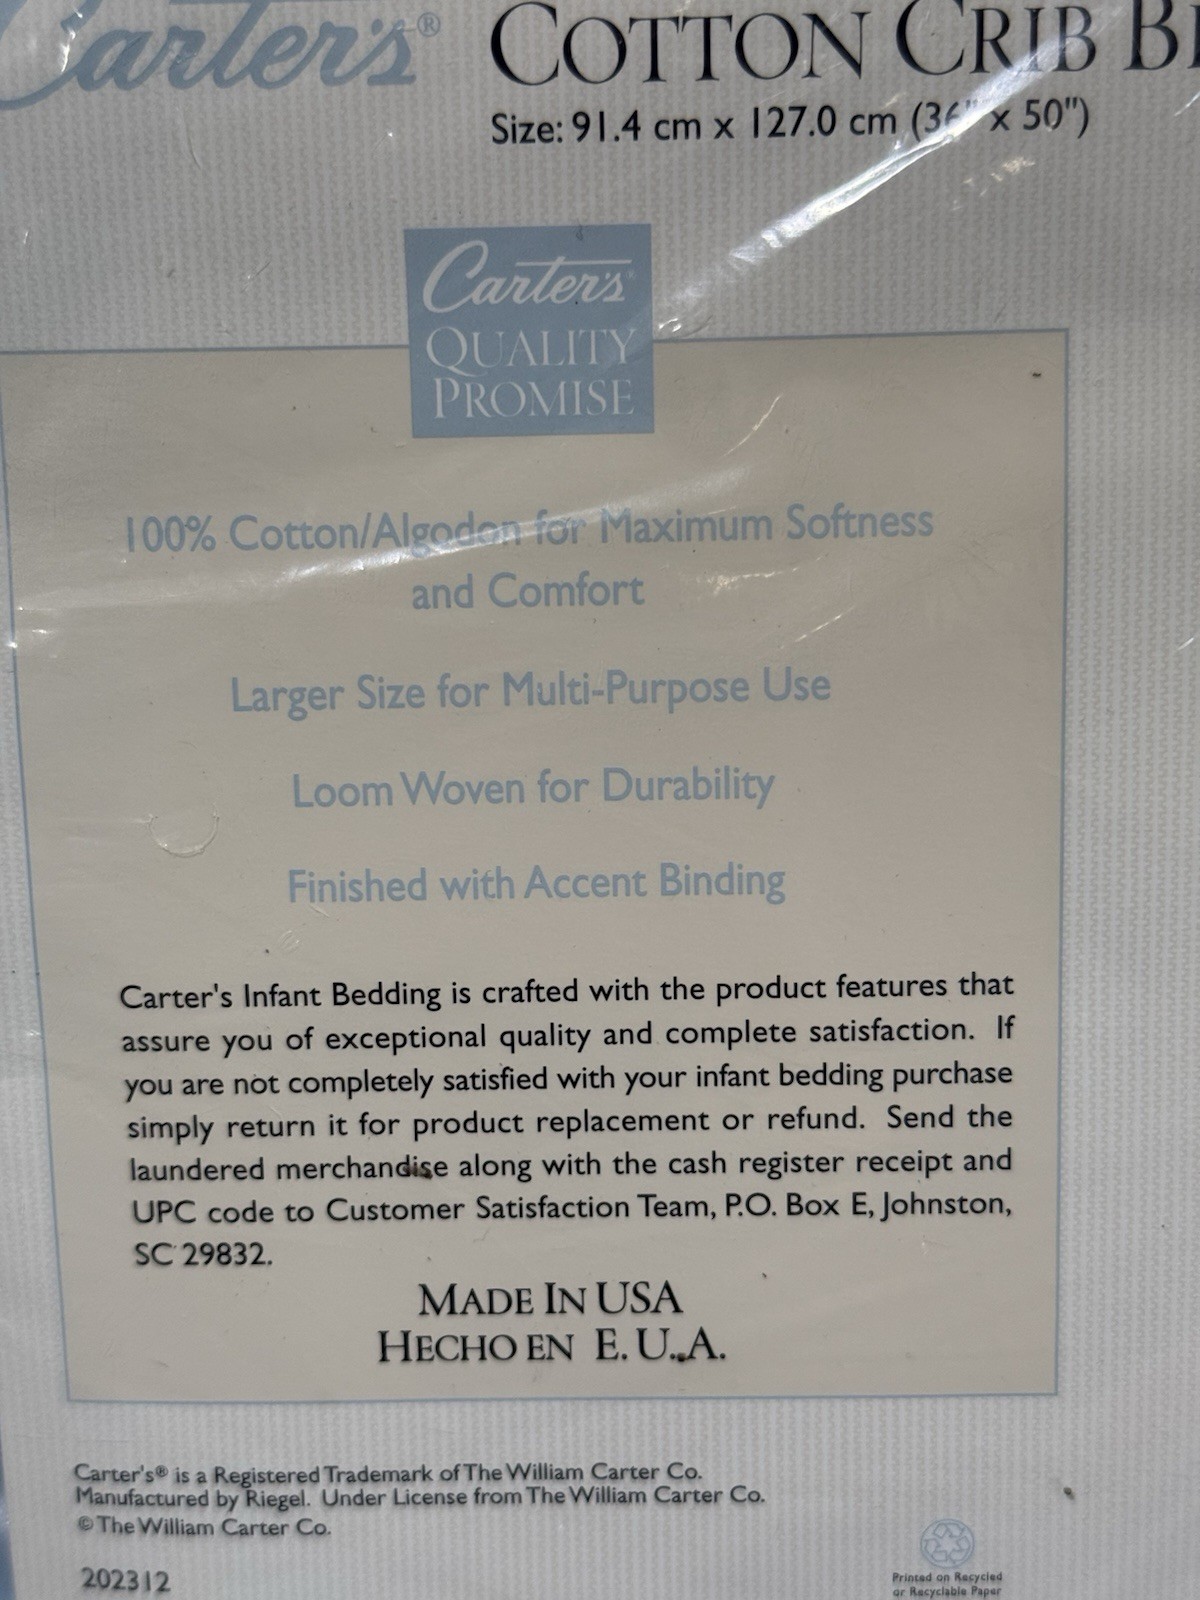 Carter's® COTTON CRIB
Size: 91.4 cm x 127.0 cm (36" x 50")
Carter's®
QUALITY
PROMISE
100% Cotton/Algodon for Maximum Softness
and Comfort
Larger Size for Multi-Purpose Use
Loom Woven for Durability
Finished with Accent Binding
Carter's Infant Bedding is crafted with the product features that
assure you of exceptional quality and complete satisfaction. If
you are not completely satisfied with your infant bedding purchase
simply return it for product replacement or refund. Send the
laundered merchandise along with the cash register receipt and
UPC code to Customer Satisfaction Team, P.O. Box E, Johnston,
SC 29832.
MADE IN USA
HECHO EN E. U. A.
Carter's® is a Registered Trademark of The William Carter Co.
Manufactured by Riegel. Under License from The William Carter Co.
© The William Carter Co.
202312
Printed on Recycled
or Recyclable Paper